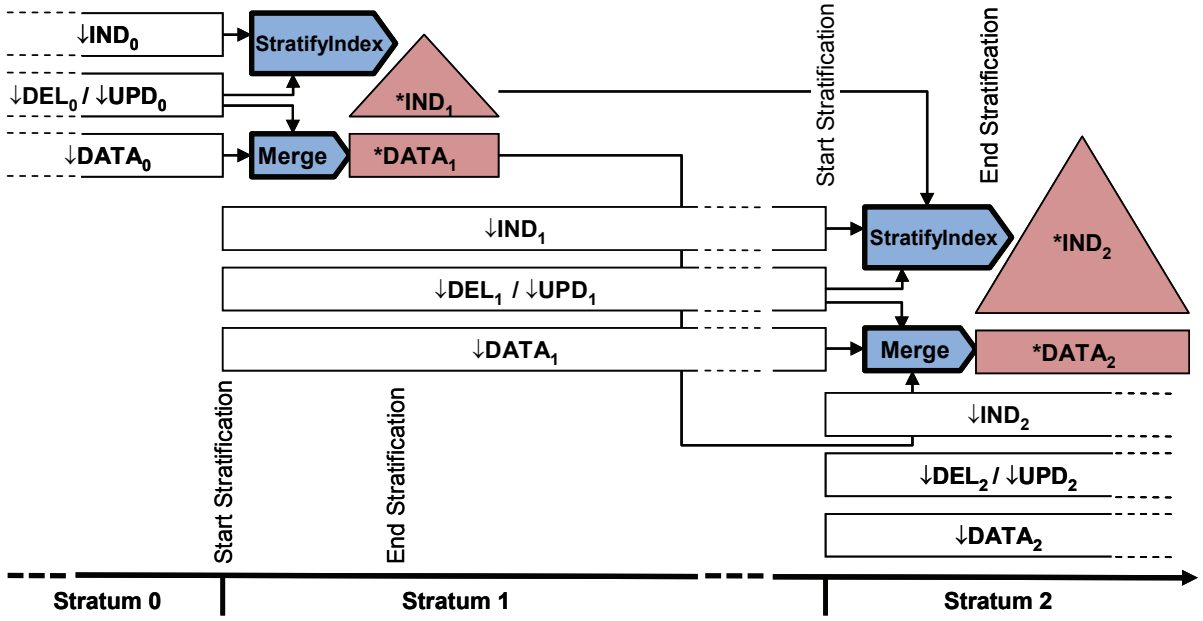 ↓IND₀
StratifyIndex
↓DEL₀ / ↓UPD₀
*IND₁
↓DATA₀
Merge
*DATA₁
Start Stratification
End Stratification
↓IND₁
StratifyIndex
*IND₂
↓DEL₁ / ↓UPD₁
↓DATA₁
Merge
*DATA₂
Start Stratification
End Stratification
↓IND₂
↓DEL₂ / ↓UPD₂
↓DATA₂
Stratum 0
Stratum 1
Stratum 2